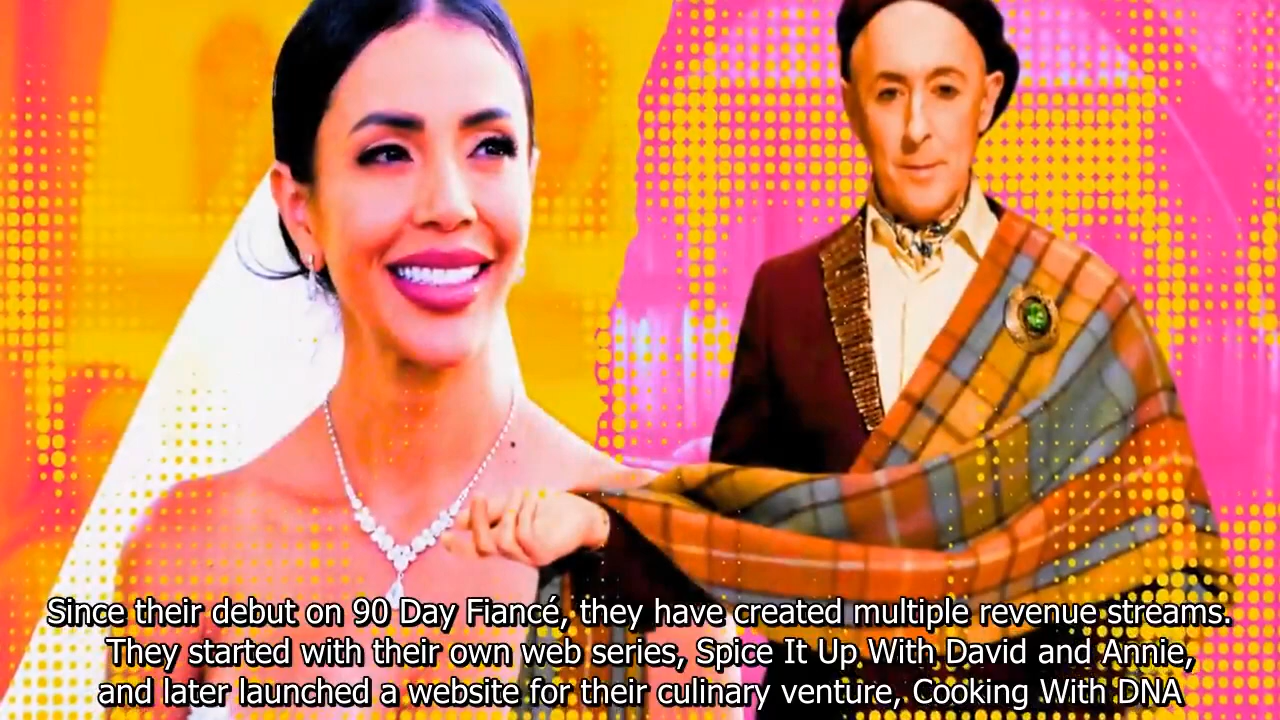 Since their debut on 90 Day Fiancé, they have created multiple revenue streams.
They started with their own web series, Spice It Up With David and Annie,
and later launched a website for their culinary venture, Cooking With DNA